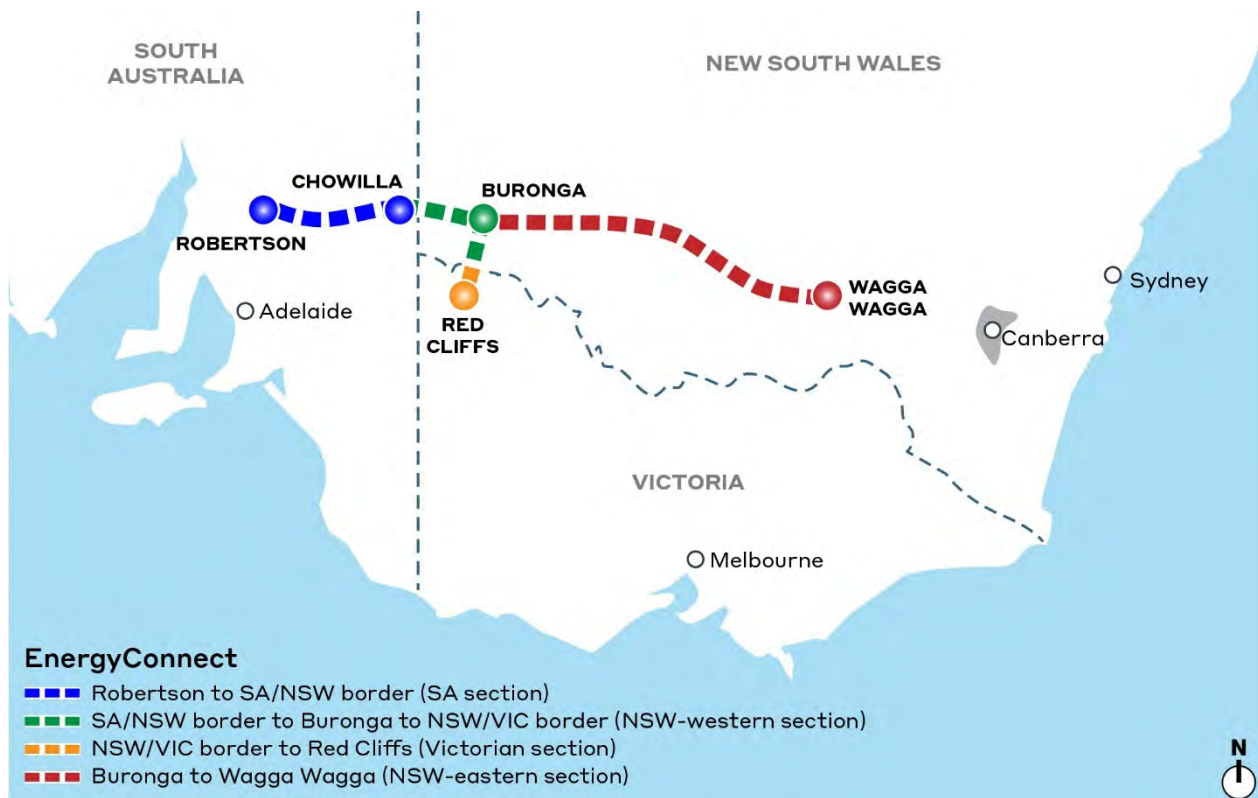 SOUTH
AUSTRALIA
NEW SOUTH WALES
CHOWILLA
BURONGA
ROBERTSON
WAGGA
WAGGA
Sydney
Adelaide
RED
CLIFFS
Canberra
VICTORIA
Melbourne
EnergyConnect
Robertson to SA/NSW border (SA section)
SA/NSW border to Buronga to NSW/VIC border (NSW-western section)
NSW/VIC border to Red Cliffs (Victorian section)
Buronga to Wagga Wagga (NSW-eastern section)
N